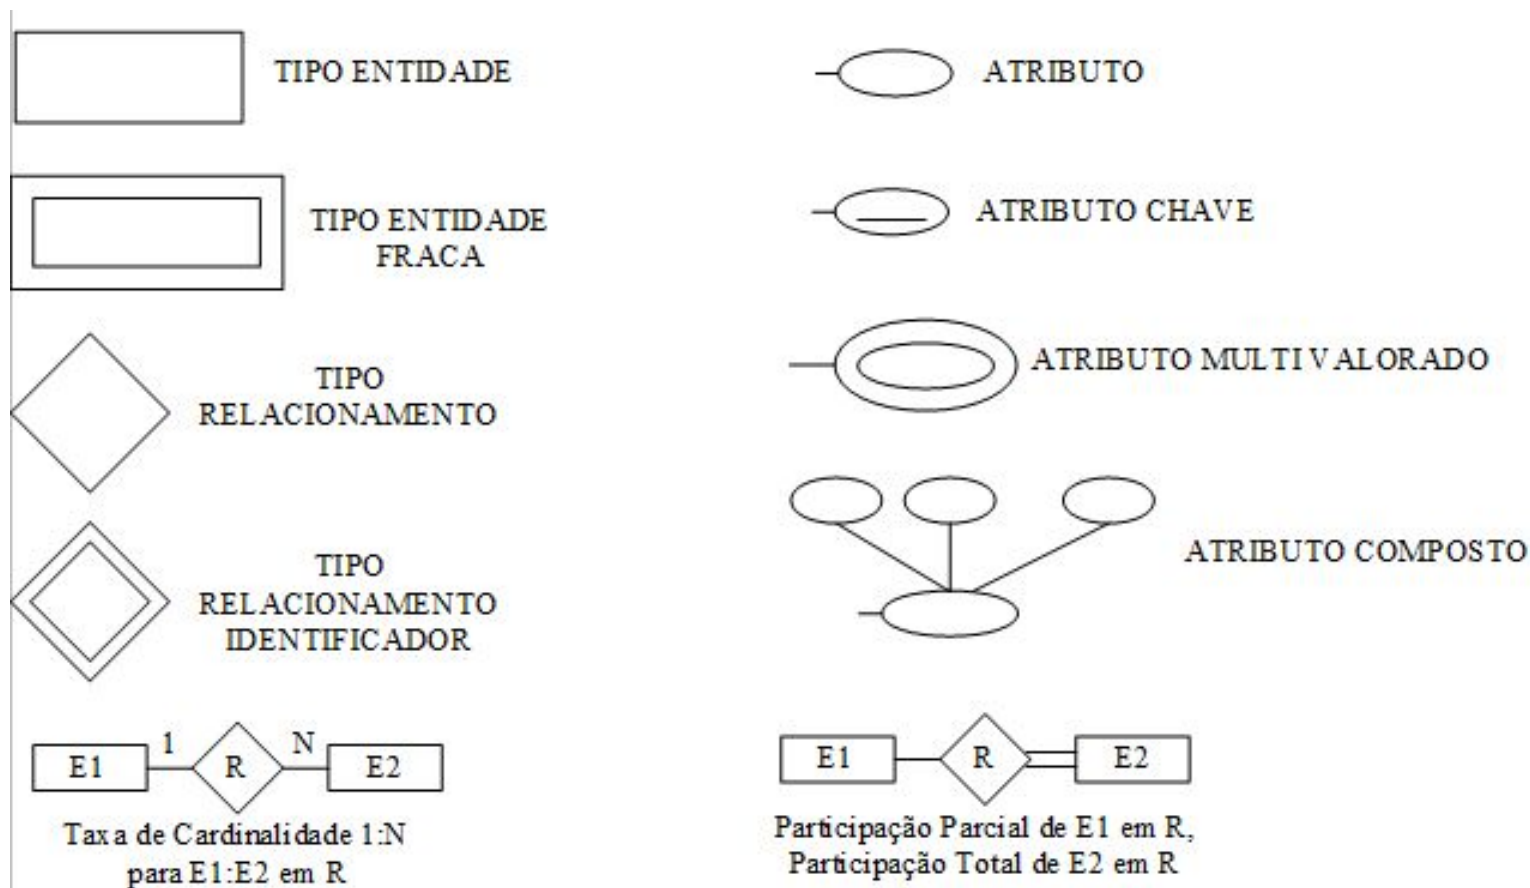 TIPO ENTIDADE
TIPO ENTIDADE
FRACA
TIPO
RELACIONAMENTO
TIPO
RELACIONAMENTO
IDENTIFICADOR
E1 1 R N E2
Taxa de Cardinalidade 1:N
para E1:E2 em R
ATRIBUTO
ATRIBUTO CHAVE
ATRIBUTO MULTIVALORADO
ATRIBUTO COMPOSTO
E1 R E2
Participação Parcial de E1 em R,
Participação Total de E2 em R